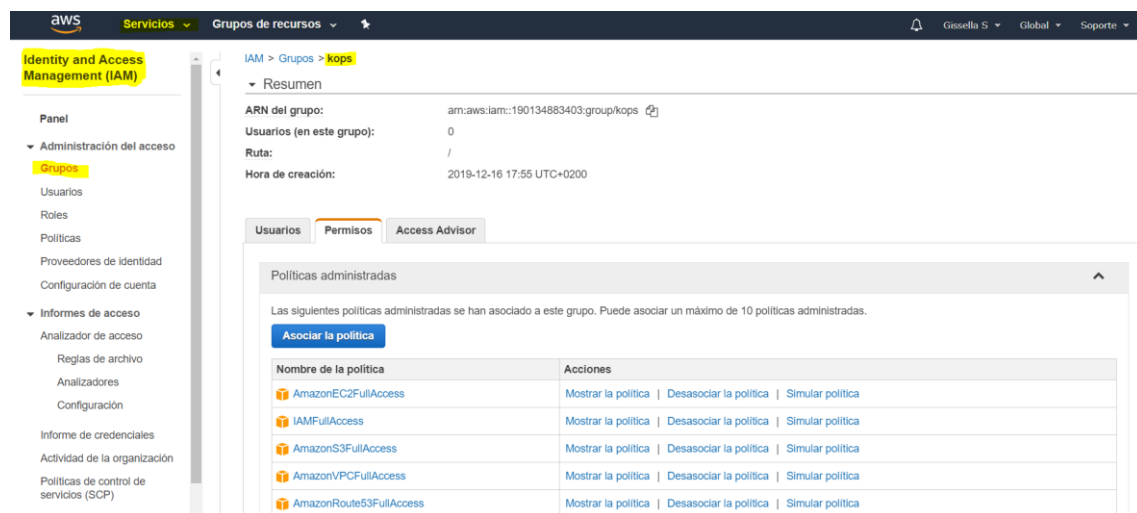 aws Servicios Grupos de recursos Gissella S Global Soporte
Identity and Access
Management (IAM)
Panel
Administración del acceso
Grupos
Usuarios
Roles
Políticas
Proveedores de identidad
Configuración de cuenta
Informes de acceso
Analizador de acceso
Reglas de archivo
Analizadores
Configuración
Informe de credenciales
Actividad de la organización
Políticas de control de
servicios (SCP)
IAM > Grupos > kops
Resumen
ARN del grupo: arn:aws:iam::190134883403:group/kops
Usuarios (en este grupo): 0
Ruta: /
Hora de creación: 2019-12-16 17:55 UTC+0200
Usuarios Permisos Access Advisor
Políticas administradas
Las siguientes políticas administradas se han asociado a este grupo. Puede asociar un máximo de 10 políticas administradas.
Asociar la política
Nombre de la política Acciones
AmazonEC2FullAccess Mostrar la política | Desasociar la política | Simular política
IAMFullAccess Mostrar la política | Desasociar la política | Simular política
AmazonS3FullAccess Mostrar la política | Desasociar la política | Simular política
AmazonVPCFullAccess Mostrar la política | Desasociar la política | Simular política
AmazonRoute53FullAccess Mostrar la política | Desasociar la política | Simular política